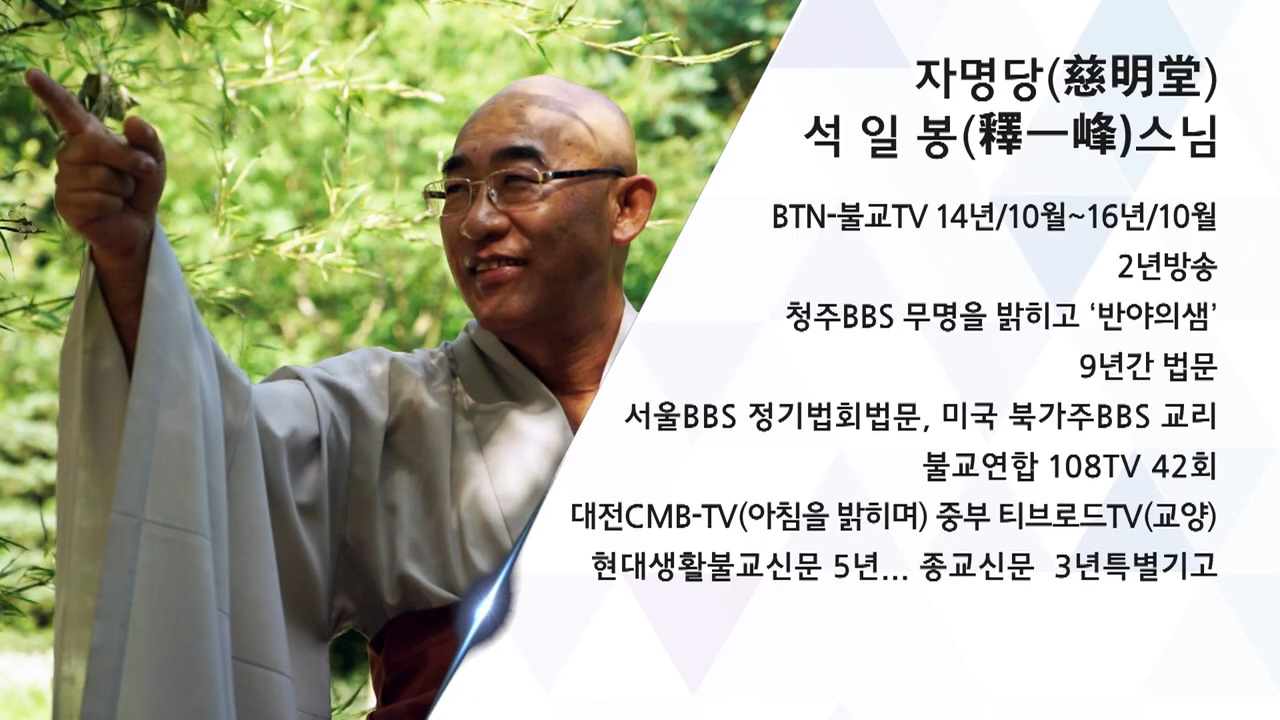 자명당(慈明堂)
석 일 봉(釋一峰)스님
BTN-불교TV 14년/10월~16년/10월
2년방송
청주BBS 무명을 밝히고 ‘반야의샘’
9년간 법문
서울BBS 정기법회법문, 미국 북가주BBS 교리
불교연합 108TV 42회
대전CMB-TV(아침을 밝히며) 중부 티브로드TV(교양)
현대생활불교신문 5년... 종교신문 3년특별기고